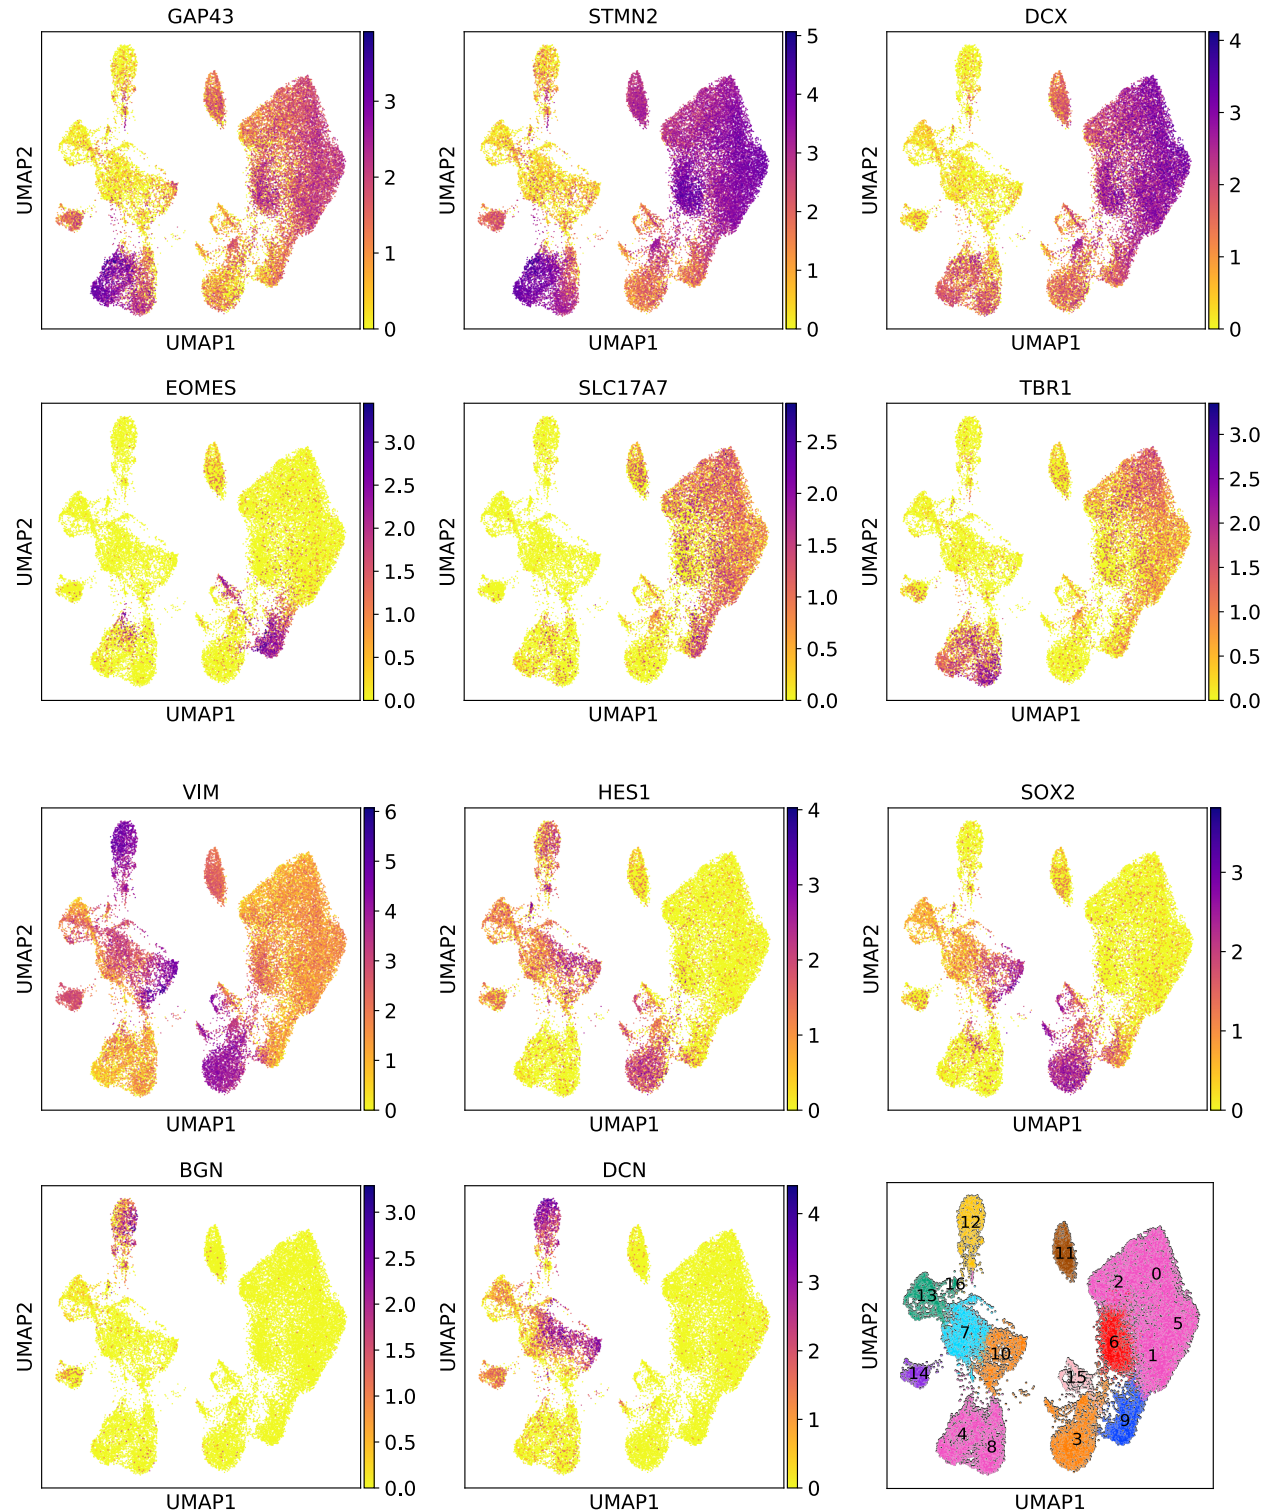 GAP43
STMN2
DCX
UMAP2
3
2
1
0
UMAP1
UMAP2
5
4
3
2
1
0
UMAP1
UMAP2
4
3
2
1
0
UMAP1
EOMES
SLC17A7
TBR1
UMAP2
3.0
2.5
2.0
1.5
1.0
0.5
0.0
UMAP1
UMAP2
2.5
2.0
1.5
1.0
0.5
0.0
UMAP1
UMAP2
3.0
2.5
2.0
1.5
1.0
0.5
0.0
UMAP1
VIM
HES1
SOX2
UMAP2
6
5
4
3
2
1
0
UMAP1
UMAP2
4
3
2
1
0
UMAP1
UMAP2
3
2
1
0
UMAP1
BGN
DCN
UMAP2
3.0
2.5
2.0
1.5
1.0
0.5
0.0
UMAP1
UMAP2
4
3
2
1
0
UMAP1
UMAP2
12
11
0
2
16
13
5
7
6
10
1
14
15
9
4
8
3
UMAP1